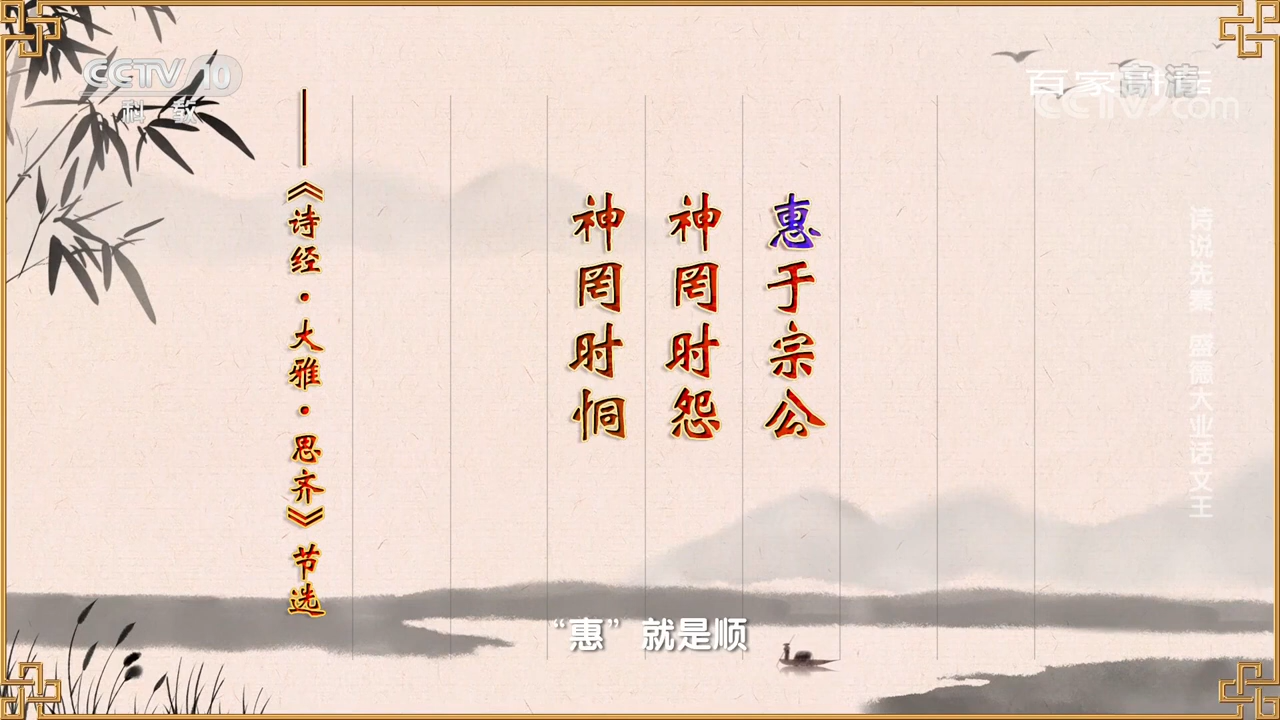 CCTV 10
科教
百家讲坛
高清
CCTV.com
惠于宗公
神罔时怨
神罔时恫
——《诗经·大雅·思齐》节选
诗说先秦 盛德大业话文王
“惠”就是顺